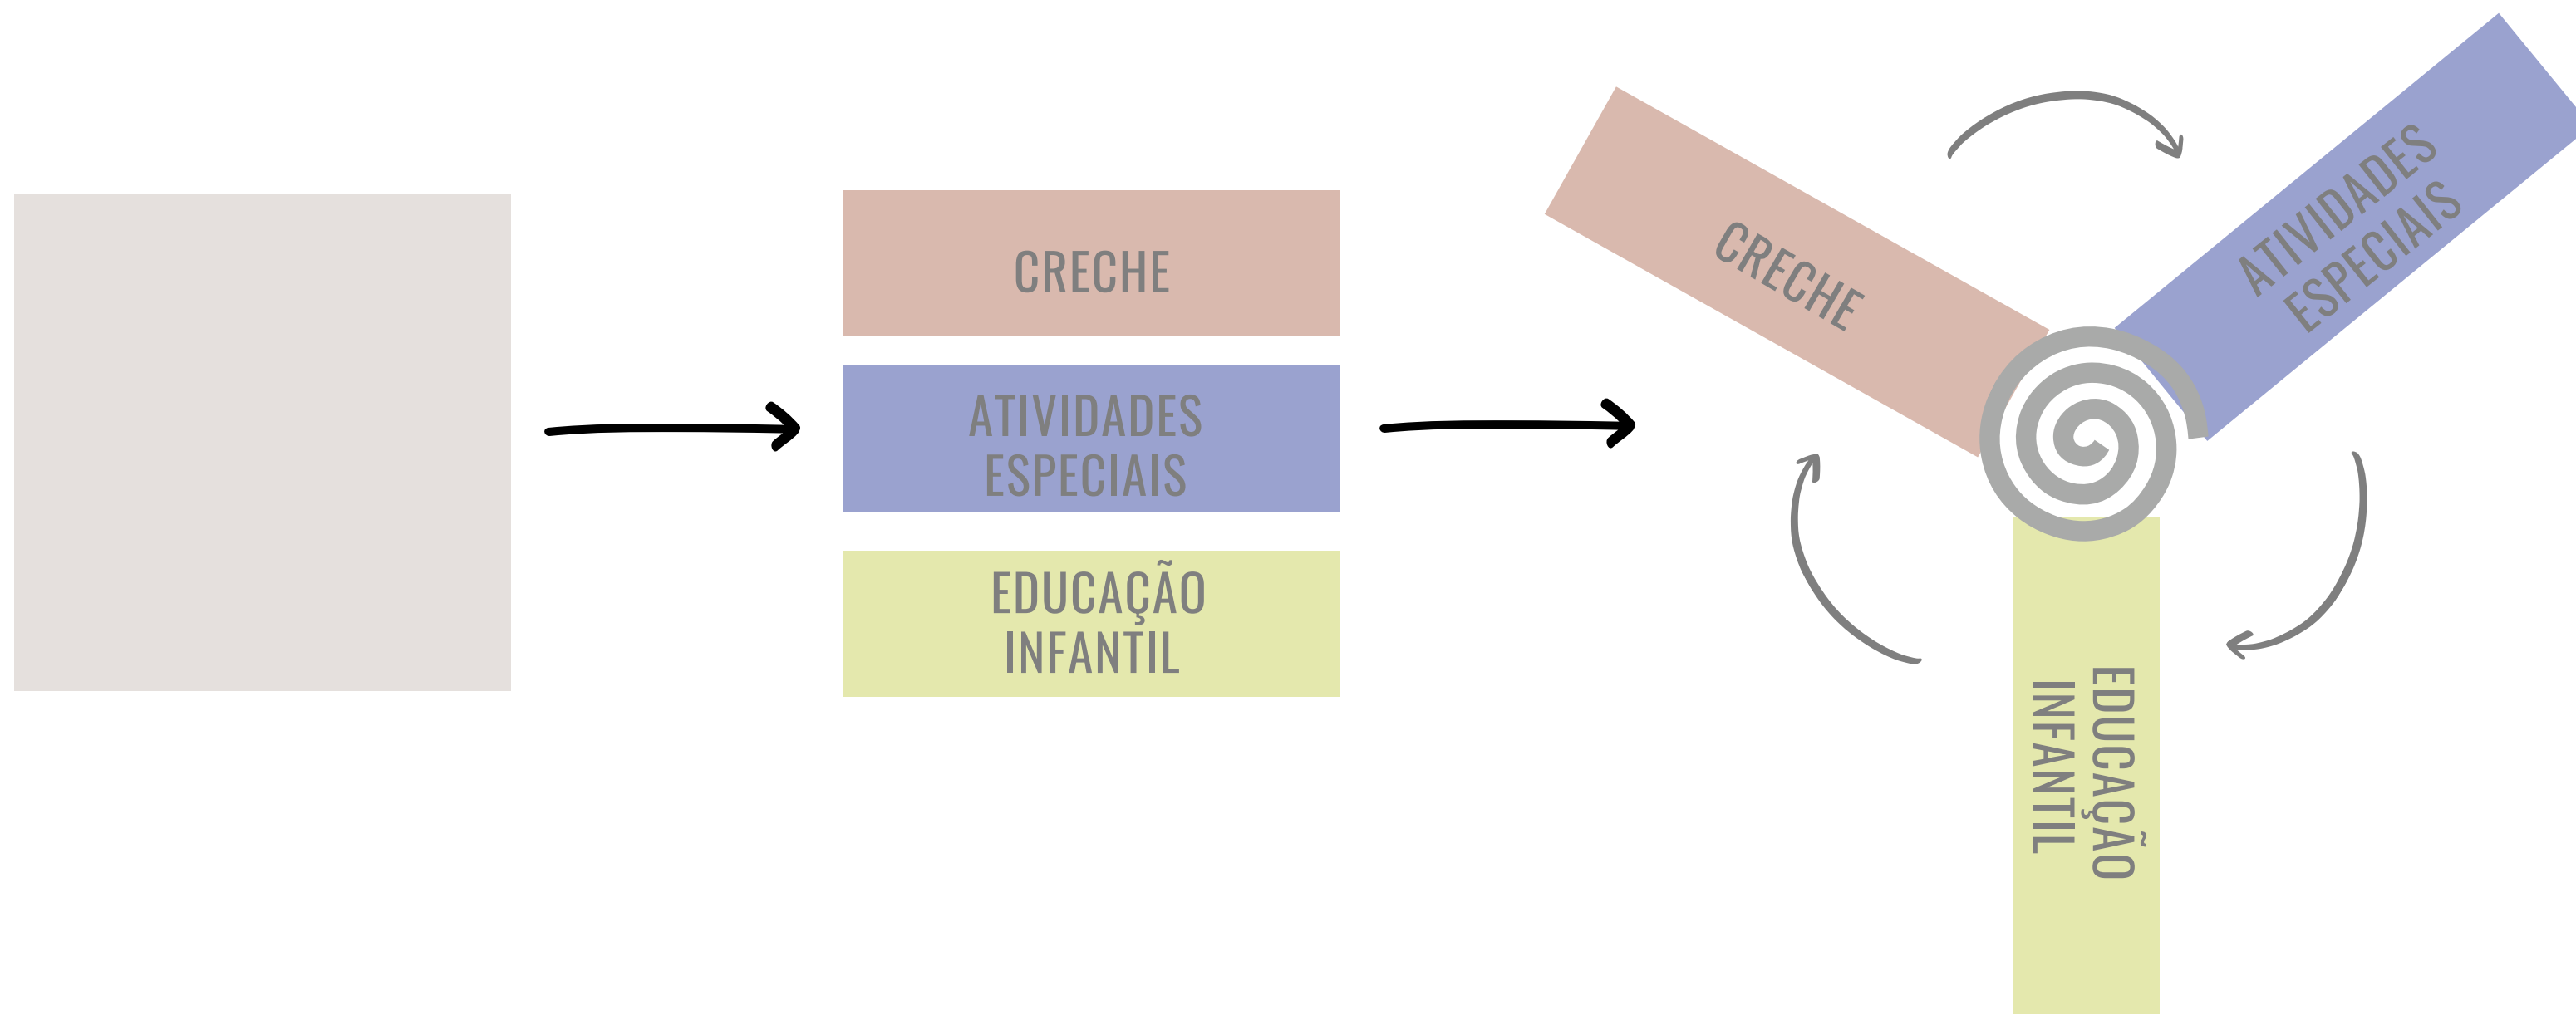 CRECHE
ATIVIDADES
ESPECIAIS
EDUCAÇÃO
INFANTIL
CRECHE
ATIVIDADES
ESPECIAIS
EDUCAÇÃO
INFANTIL